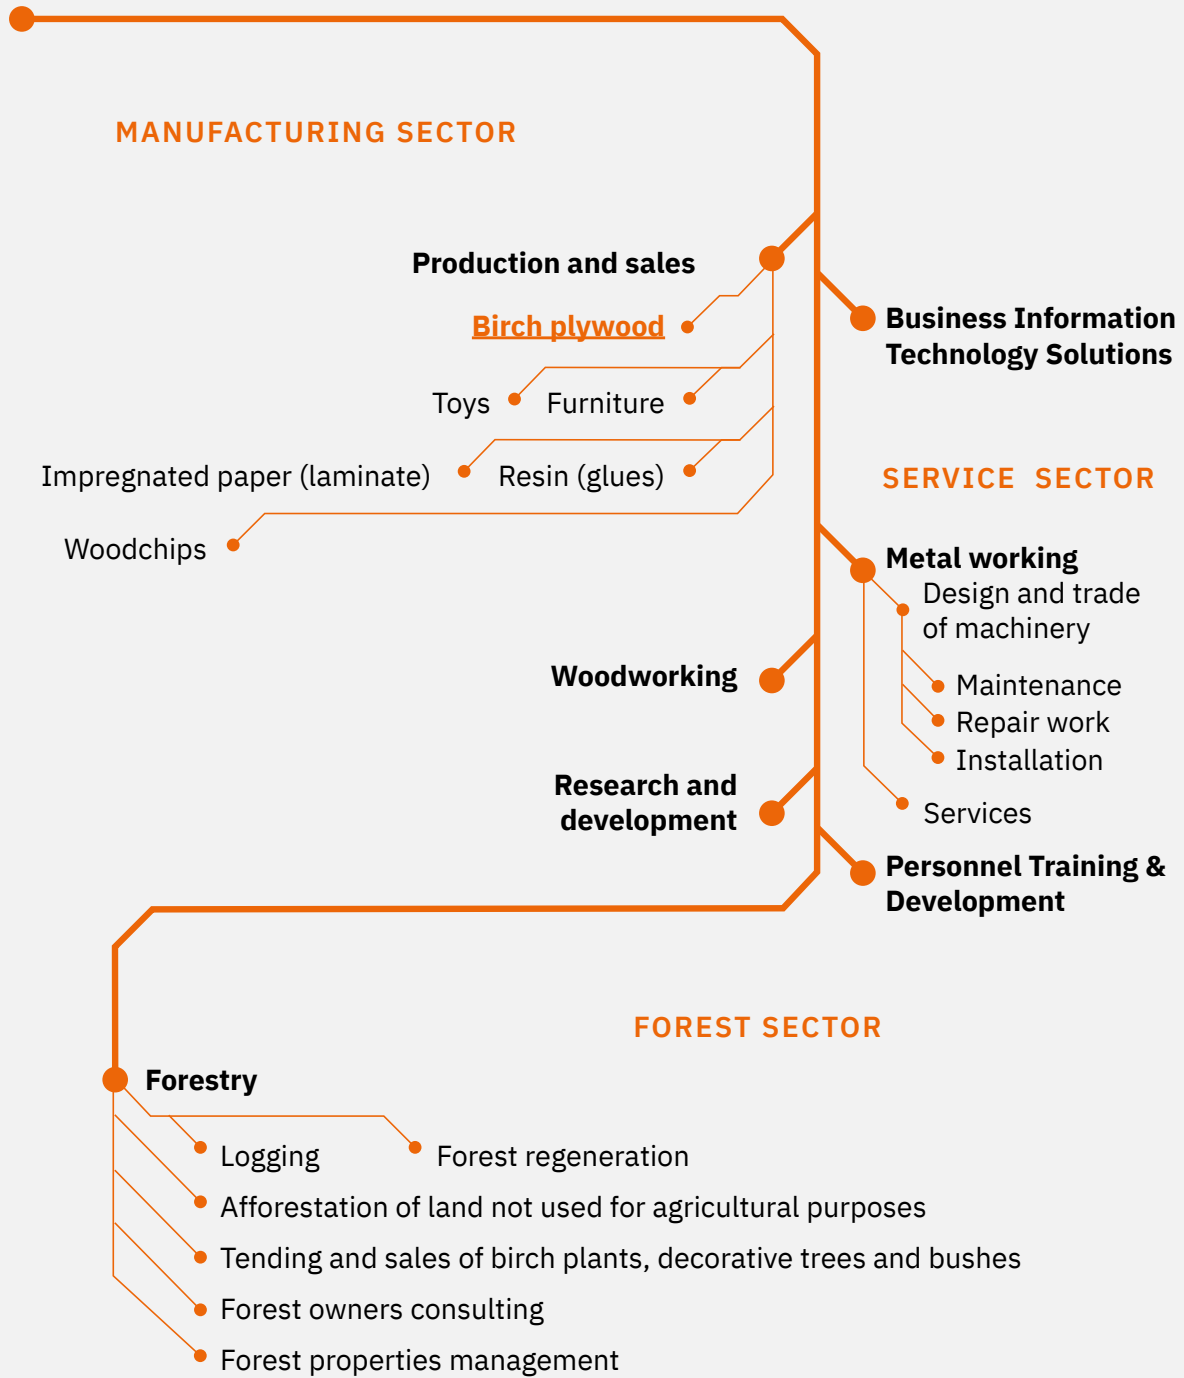 MANUFACTURING SECTOR
Production and sales
Birch plywood
Toys
Furniture
Impregnated paper (laminate)
Resin (glues)
Woodchips
Woodworking
Research and
development
Business Information
Technology Solutions
SERVICE SECTOR
Metal working
Design and trade
of machinery
Maintenance
Repair work
Installation
Services
Personnel Training &
Development
FOREST SECTOR
Forestry
Logging
Forest regeneration
Afforestation of land not used for agricultural purposes
Tending and sales of birch plants, decorative trees and bushes
Forest owners consulting
Forest properties management